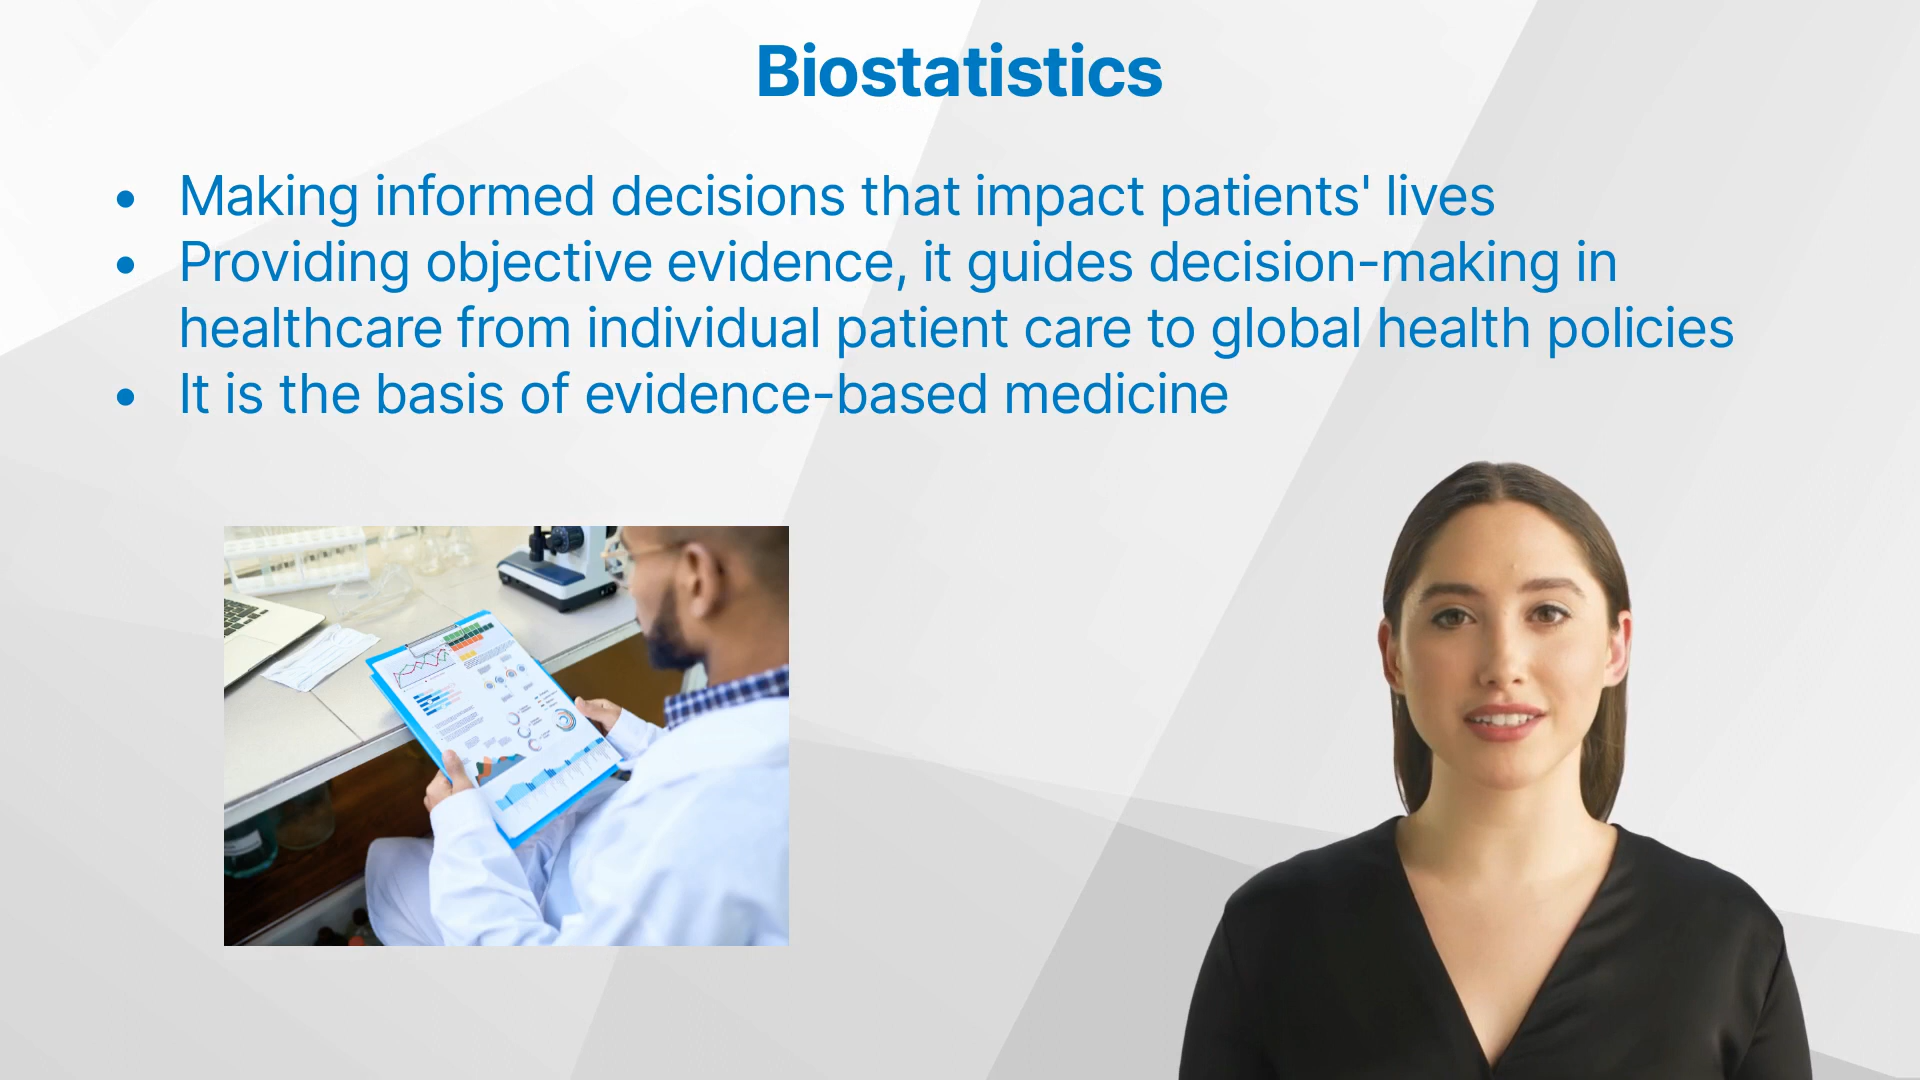 Biostatistics
• Making informed decisions that impact patients' lives
• Providing objective evidence, it guides decision-making in
healthcare from individual patient care to global health policies
• It is the basis of evidence-based medicine